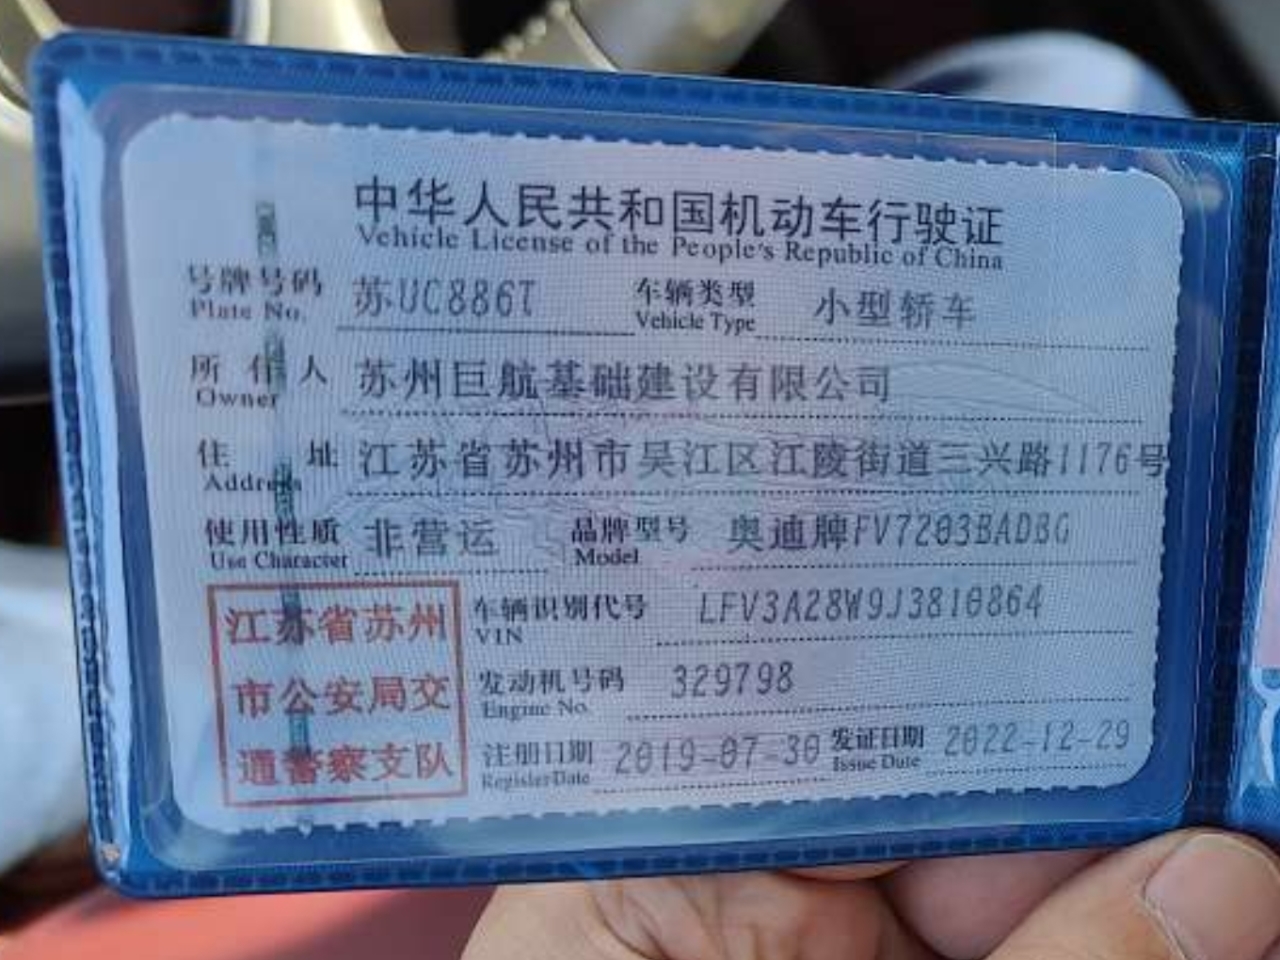 中华人民共和国机动车行驶证
Vehicle License of the People's Republic of China
号牌号码 苏UC886T 车辆类型 小型轿车
Plate No. Vehicle Type
所有人 苏州巨航基础建设有限公司
Owner
住址 江苏省苏州市吴江区江陵街道三兴路1176号
Address
使用性质 非营运 品牌型号 奥迪牌FV7203BADBG
Use Character Model
江苏省苏州
市公安局交
通警察支队
车辆识别代号 LFV3A28W9J3810864
VIN
发动机号码 329798
Engine No.
注册日期 2019-07-30 发证日期 2022-12-29
Register Date Issue Date